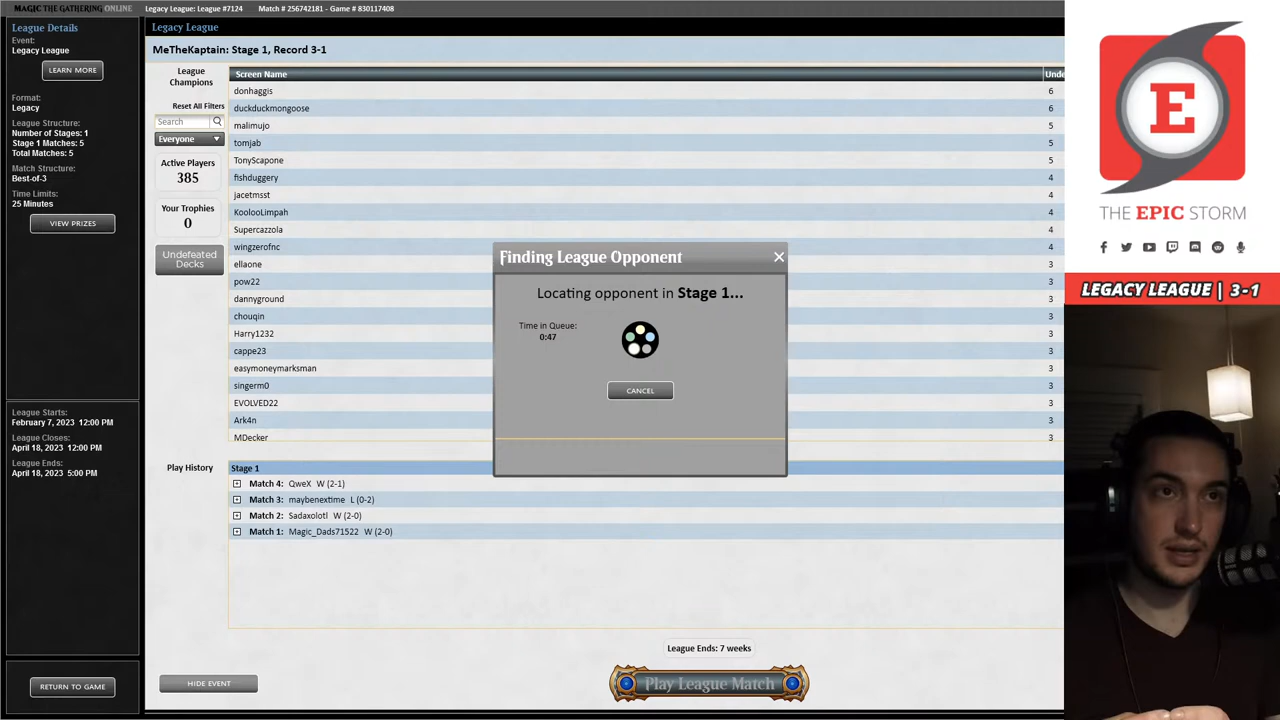 MAGIC THE GATHERING ONLINE
Legacy League: League #7124
Match # 256742181 - Game # 830117408
League Details
Event:
Legacy League
LEARN MORE
Format:
Legacy
League Structure:
Number of Stages: 1
Stage 1 Matches: 5
Total Matches: 5
Match Structure:
Best-of-3
Time Limits:
25 Minutes
VIEW PRIZES
League Starts:
February 7, 2023 12:00 PM
League Closes:
April 18, 2023 12:00 PM
League Ends:
April 18, 2023 5:00 PM
RETURN TO GAME
Legacy League
MeTheKaptain: Stage 1, Record 3-1
League
Champions
Reset All Filters
Search
Everyone
Active Players
385
Your Trophies
0
Undefeated
Decks
Screen Name Unde
donhaggis 6
duckduckmongoose 6
malimujo 5
tomjab 5
TonyScapone 5
fishduggery 4
jacetmsst 4
KoolooLimpah 4
Supercazzola 4
wingzerofnc 4
ellaone 3
pow22 3
dannyground 3
chouqin 3
Harry1232 3
cappe23 3
easymoneymarksman 3
singerm0 3
EVOLVED22 3
Ark4n 3
MDecker 3
Finding League Opponent
Locating opponent in Stage 1...
Time in Queue:
0:47
CANCEL
Play History
Stage 1
Match 4: QweX W (2-1)
Match 3: maybenextime L (0-2)
Match 2: Sadaxolotl W (2-0)
Match 1: Magic_Dads71522 W (2-0)
League Ends: 7 weeks
HIDE EVENT
Play League Match
E
THE EPIC STORM
LEGACY LEAGUE | 3-1